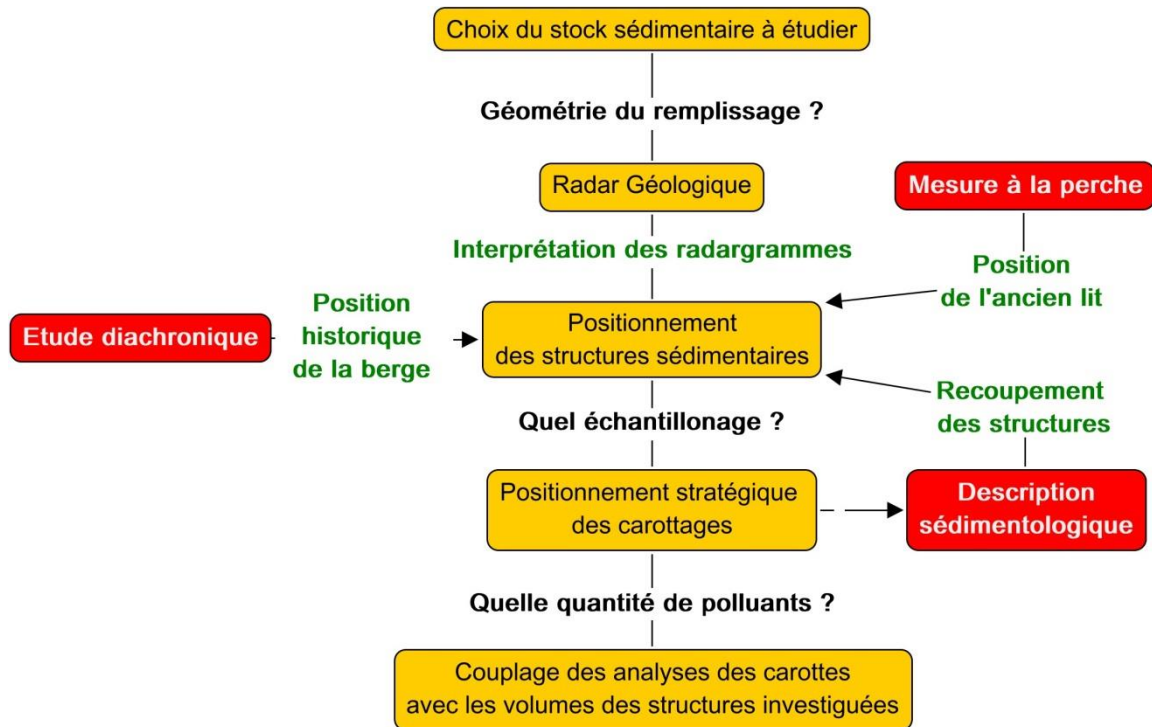 Choix du stock sédimentaire à étudier
Géométrie du remplissage ?
Radar Géologique
Mesure à la perche
Interprétation des radargrammes
Position
de l'ancien lit
Etude diachronique
Position
historique
de la berge
Positionnement
des structures sédimentaires
Recoupement
des structures
Quel échantillonage ?
Positionnement stratégique
des carottages
Description
sédimentologique
Quelle quantité de polluants ?
Couplage des analyses des carottes
avec les volumes des structures investiguées